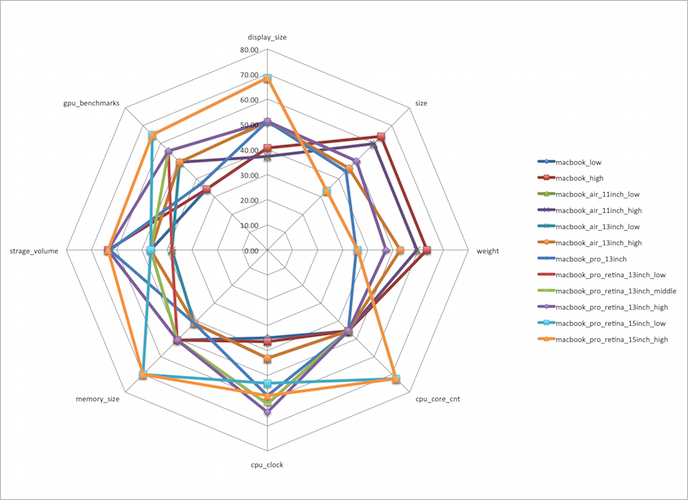 display_size
80.00
70.00
60.00
50.00
40.00
30.00
20.00
10.00
0.00
size
weight
cpu_core_cnt
cpu_clock
memory_size
strage_volume
gpu_benchmarks
macbook_low
macbook_high
macbook_air_11inch_low
macbook_air_11inch_high
macbook_air_13inch_low
macbook_air_13inch_high
macbook_pro_13inch
macbook_pro_retina_13inch_low
macbook_pro_retina_13inch_middle
macbook_pro_retina_13inch_high
macbook_pro_retina_15inch_low
macbook_pro_retina_15inch_high